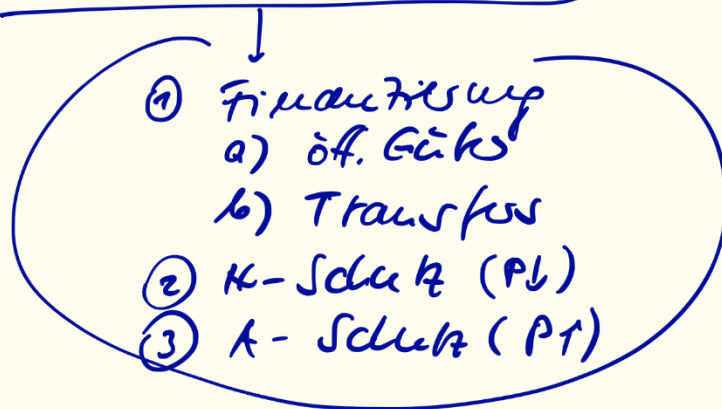 ① Finanzierung
a) öff. Güter
b) Transfers
② K-Schutz (P↓)
③ A-Schutz (P↑)